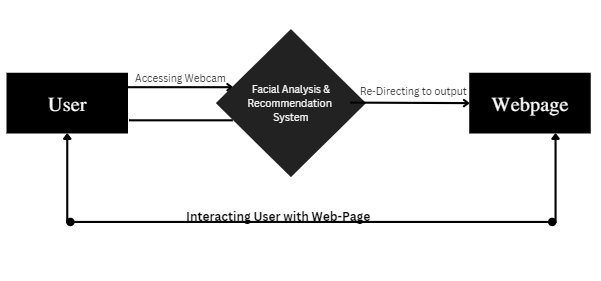 Accessing Webcam
User
Facial Analysis &
Recommendation
System
Re-Directing to output
Webpage
Interacting User with Web-Page